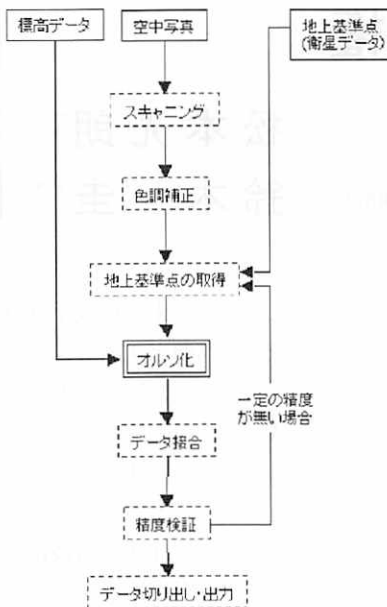 標高データ
空中写真
地上基準点
(衛星データ)
スキャニング
色調補正
地上基準点の取得
オルソ化
一定の精度
が無い場合
データ接合
精度検証
データ切り出し・出力